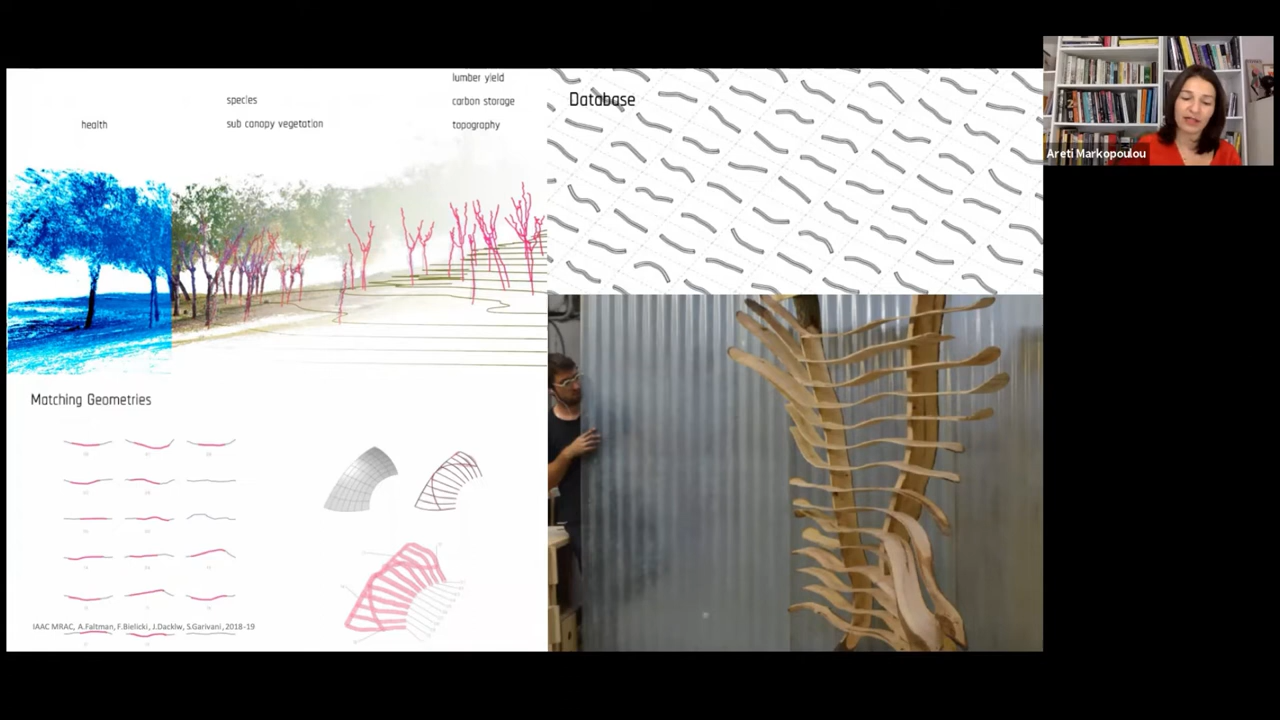 lumber yield
species
carbon storage
health
sub canopy vegetation
topography
Database
Areti Markopoulou
Matching Geometries
IAAC MRAC, A.Faltman, F.Bielicki, J.Dacklw, S.Garivani, 2018-19